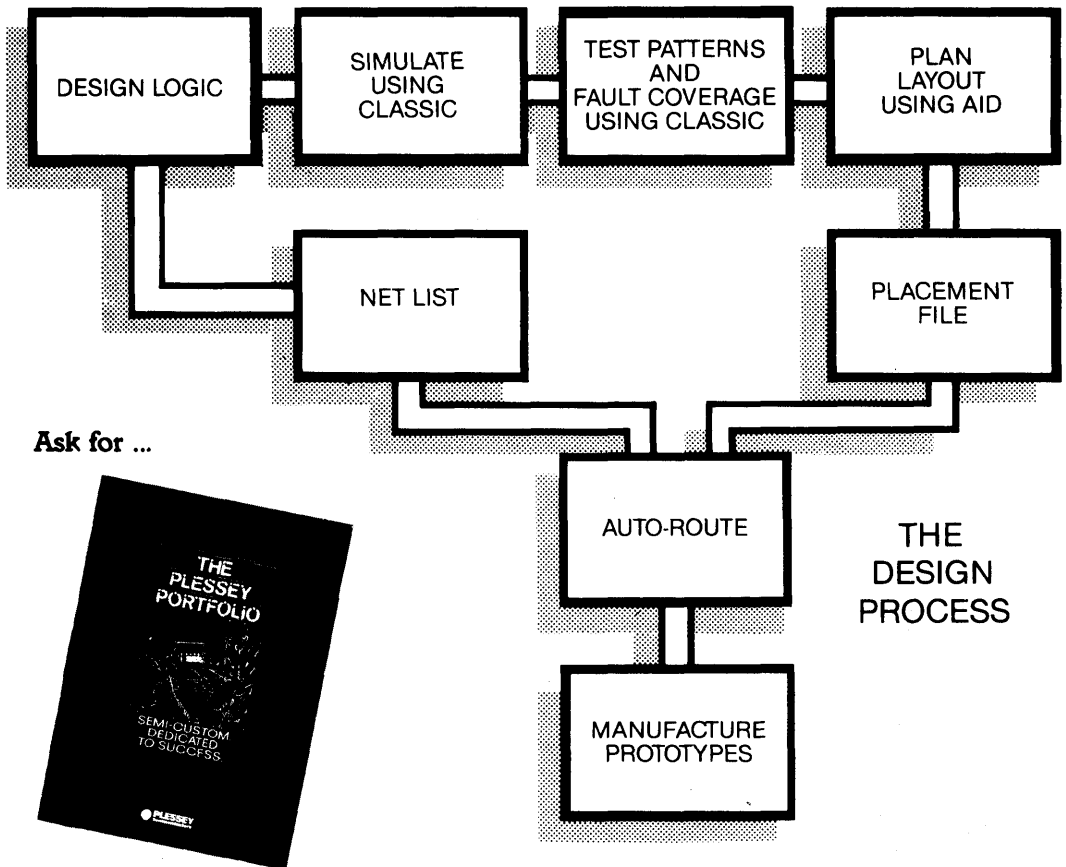 DESIGN LOGIC
SIMULATE
USING
CLASSIC
TEST PATTERNS
AND
FAULT COVERAGE
USING CLASSIC
PLAN
LAYOUT
USING AID
NET LIST
PLACEMENT
FILE
Ask for ...
THE
PLESSEY
PORTFOLIO
SEMI-CUSTOM
DEDICATED
TO SUCCESS
PLESSEY
AUTO-ROUTE
THE
DESIGN
PROCESS
MANUFACTURE
PROTOTYPES